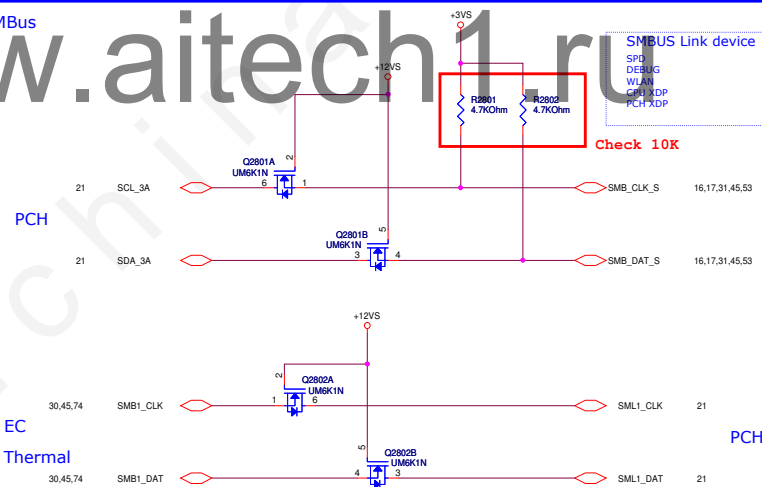 MBus
w.aitech1.ru
china
+3VS
SMBUS Link device
SPD
DEBUG
WLAN
CPU XDP
PCH XDP
+12VS
R2801
4.7KOhm
R2802
4.7KOhm
Check 10K
Q2801A
UM6K1N
2
6
1
21
SCL_3A
SMB_CLK_S
16,17,31,45,53
PCH
Q2801B
UM6K1N
5
3
4
21
SDA_3A
SMB_DAT_S
16,17,31,45,53
+12VS
Q2802A
UM6K1N
2
1
6
30,45,74
SMB1_CLK
SML1_CLK
21
EC
PCH
Thermal
Q2802B
UM6K1N
5
4
3
30,45,74
SMB1_DAT
SML1_DAT
21